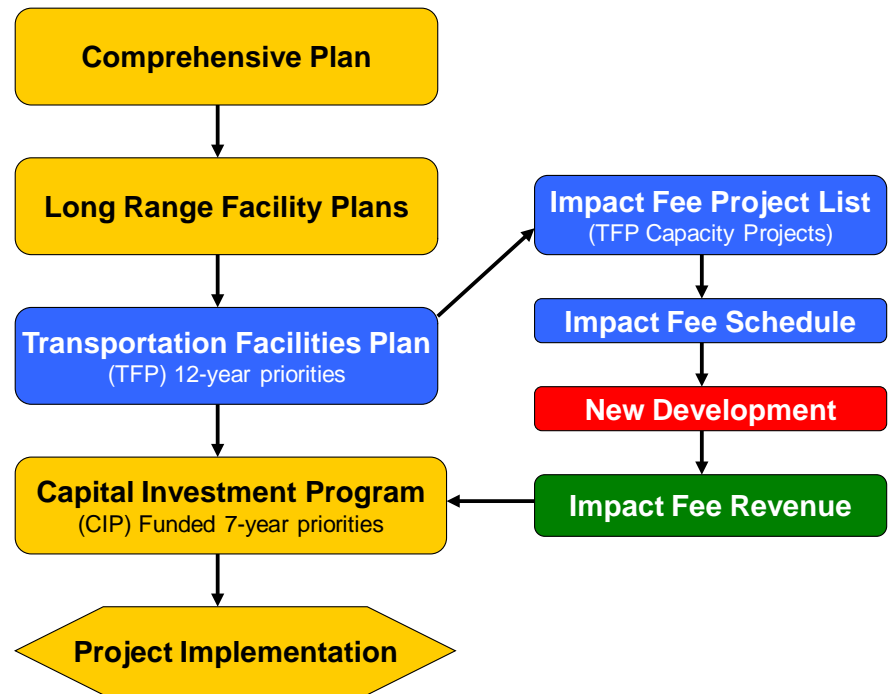 Comprehensive Plan
Long Range Facility Plans
Transportation Facilities Plan
(TFP) 12-year priorities
Capital Investment Program
(CIP) Funded 7-year priorities
Project Implementation
Impact Fee Project List
(TFP Capacity Projects)
Impact Fee Schedule
New Development
Impact Fee Revenue